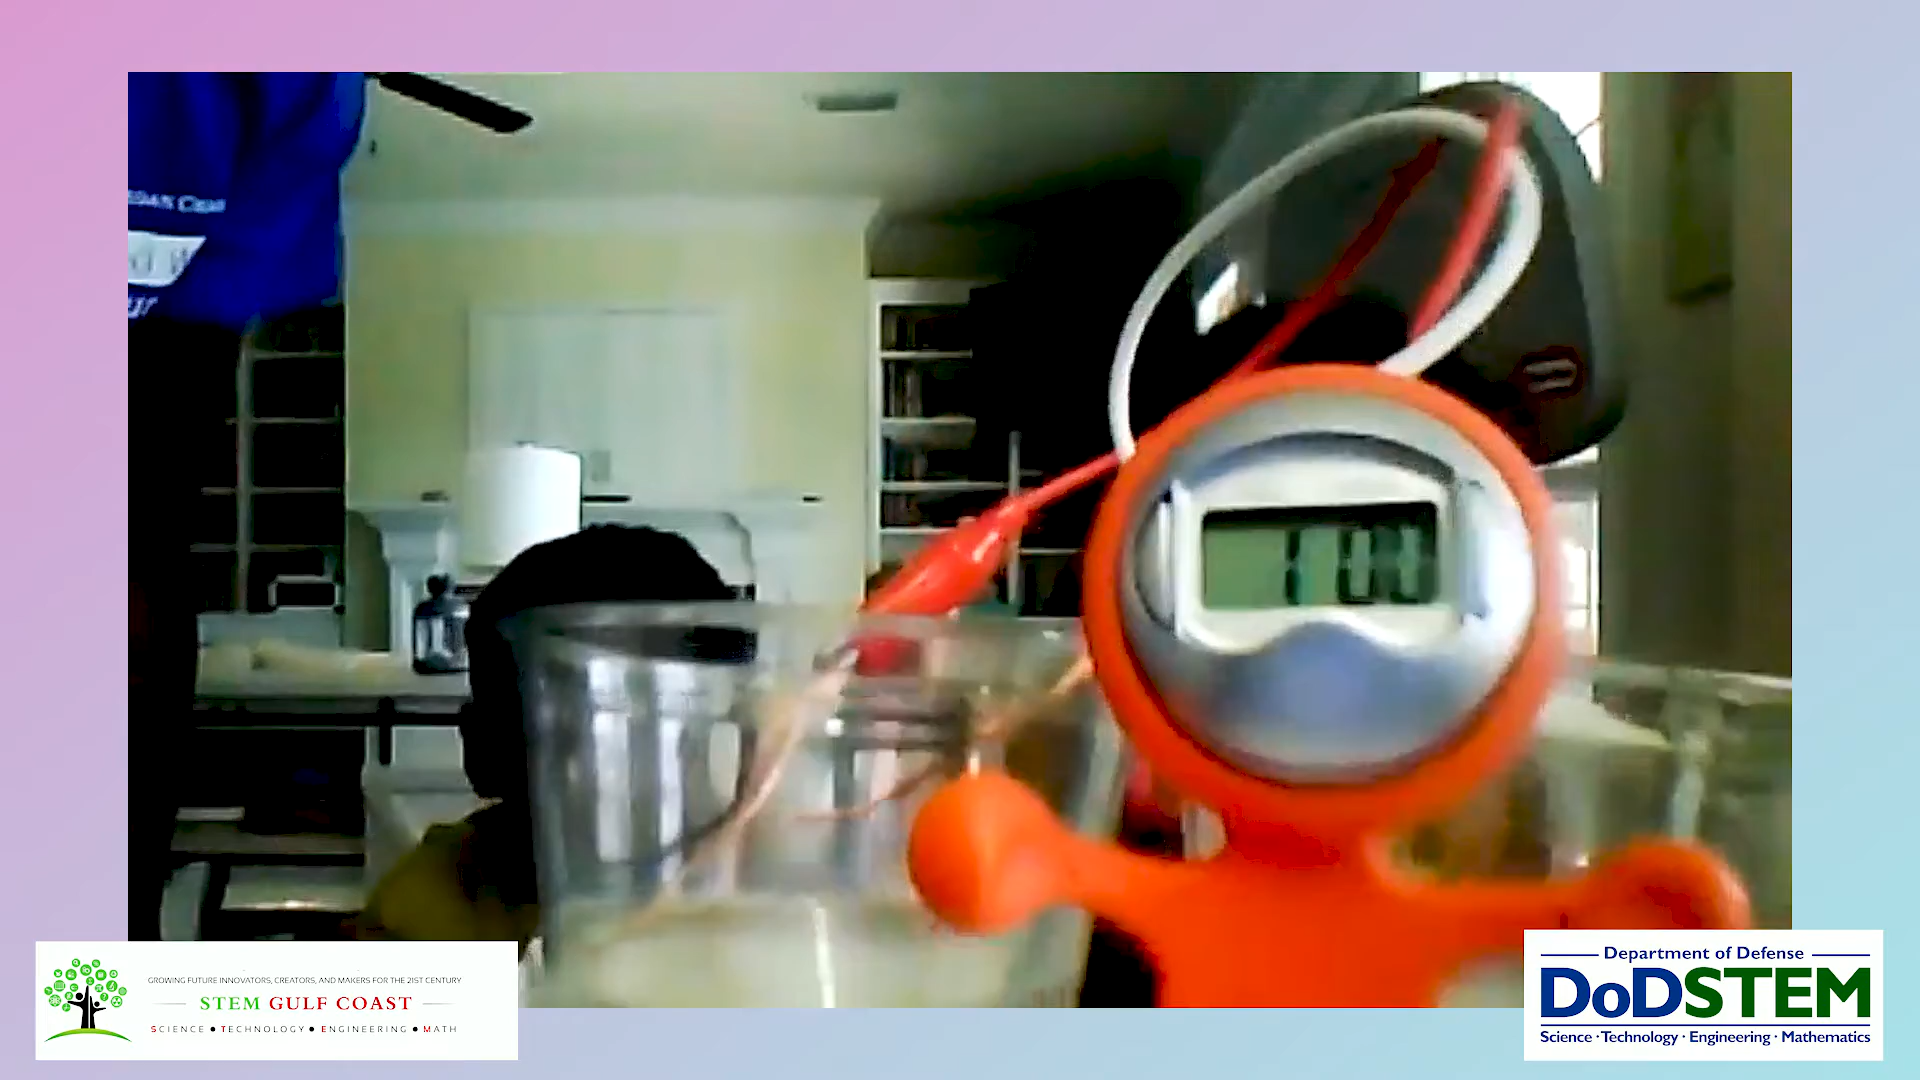 GROWING FUTURE INNOVATORS, CREATORS, AND MAKERS FOR THE 21ST CENTURY
STEM GULF COAST
SCIENCE ● TECHNOLOGY ● ENGINEERING ● MATH
Department of Defense
DoDSTEM
Science · Technology · Engineering · Mathematics